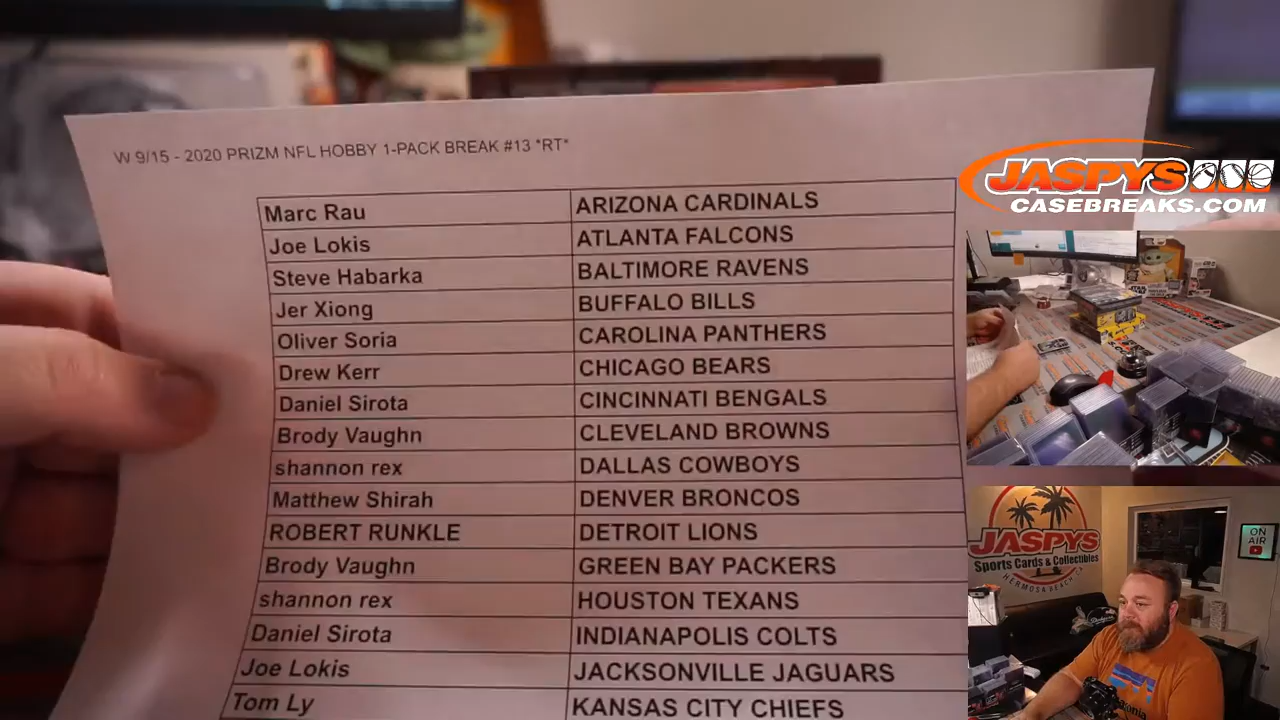 W 9/15 - 2020 PRIZM NFL HOBBY 1-PACK BREAK #13 *RT*
Marc Rau ARIZONA CARDINALS
Joe Lokis ATLANTA FALCONS
Steve Habarka BALTIMORE RAVENS
Jer Xiong BUFFALO BILLS
Oliver Soria CAROLINA PANTHERS
Drew Kerr CHICAGO BEARS
Daniel Sirota CINCINNATI BENGALS
Brody Vaughn CLEVELAND BROWNS
shannon rex DALLAS COWBOYS
Matthew Shirah DENVER BRONCOS
ROBERT RUNKLE DETROIT LIONS
Brody Vaughn GREEN BAY PACKERS
shannon rex HOUSTON TEXANS
Daniel Sirota INDIANAPOLIS COLTS
Joe Lokis JACKSONVILLE JAGUARS
Tom Ly KANSAS CITY CHIEFS
JASPYS
CASEBREAKS.COM
JASPYS
Sports Cards & Collectibles
HERMOSA BEACH, CA
ON
AIR